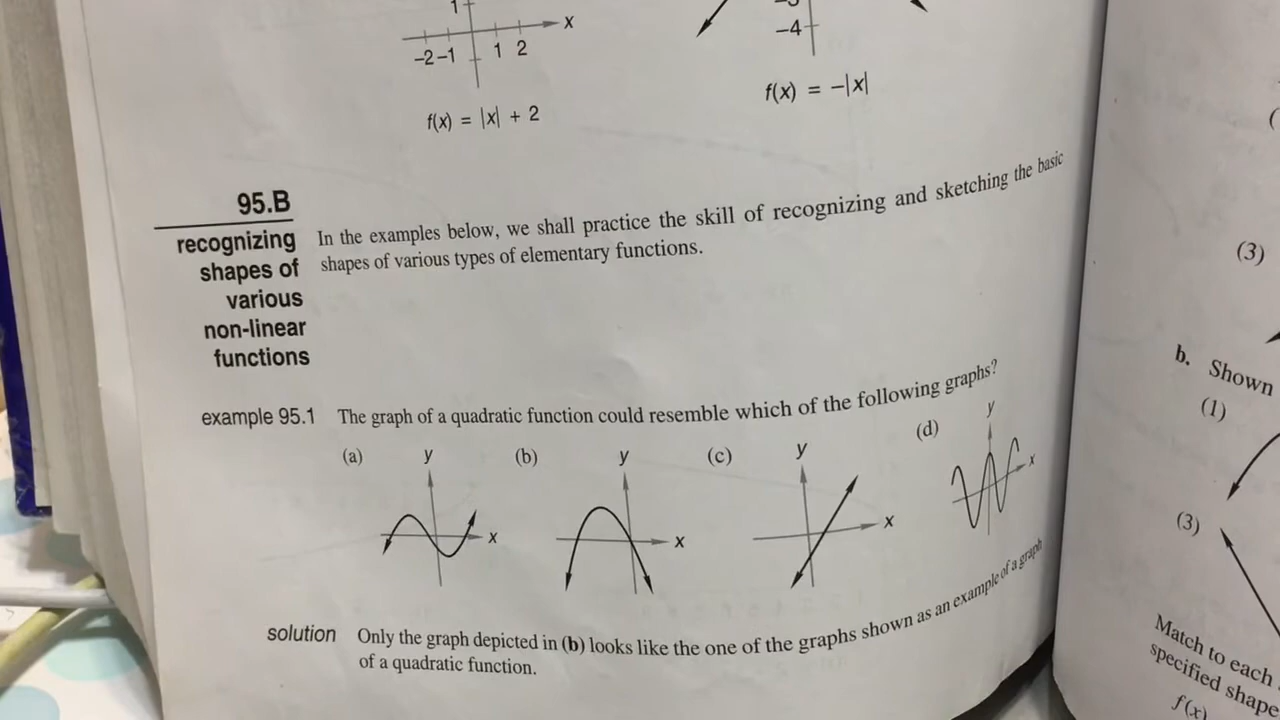 1
x
-2 -1 1 2
f(x) = |x| + 2
-4
f(x) = -|x|
95.B
recognizing
shapes of
various
non-linear
functions
In the examples below, we shall practice the skill of recognizing and sketching the basic
shapes of various types of elementary functions.
example 95.1 The graph of a quadratic function could resemble which of the following graphs?
(a) y x
(b) y x
(c) y x
(d) y x
solution Only the graph depicted in (b) looks like the one of the graphs shown as an example of a graph
of a quadratic function.
(3)
b. Shown
(1)
(3)
Match to each
specified shape
f(x)